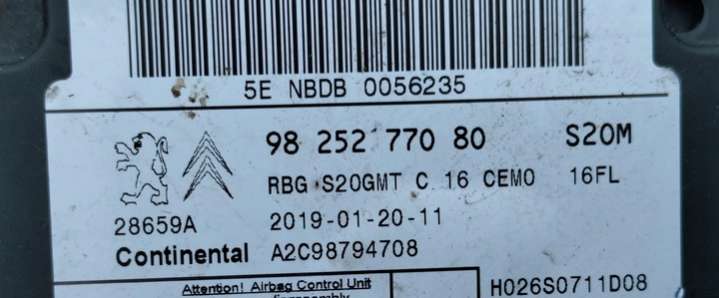 5E NBDB 0056235
98 252 770 80 S20M
RBG S20GMT C 16 CEMO 16FL
28659A 2019-01-20-11
Continental A2C98794708
Attention! Airbag Control Unit
H026S0711D08